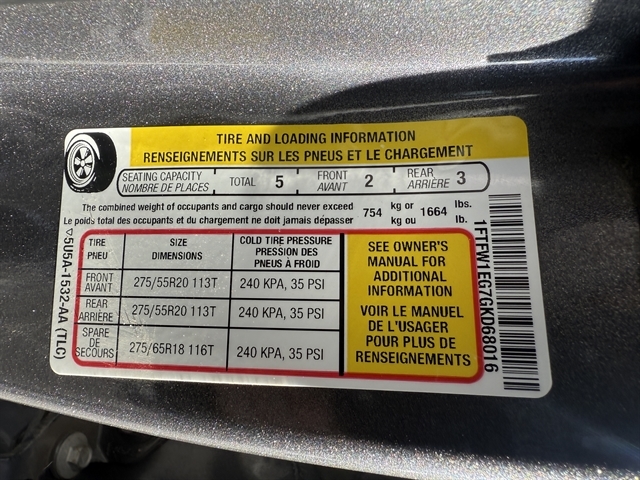 TIRE AND LOADING INFORMATION
RENSEIGNEMENTS SUR LES PNEUS ET LE CHARGEMENT
SEATING CAPACITY TOTAL 5 FRONT 2 REAR 3
NOMBRE DE PLACES AVANT ARRIÈRE
The combined weight of occupants and cargo should never exceed 754 kg or 1664 lbs.
Le poids total des occupants et du chargement ne doit jamais dépasser kg ou lb.
TIRE SIZE COLD TIRE PRESSURE
PNEU DIMENSIONS PRESSION DES
PNEUS À FROID
FRONT
AVANT 275/55R20 113T 240 KPA, 35 PSI
REAR
ARRIÈRE 275/55R20 113T 240 KPA, 35 PSI
SPARE
DE
SECOURS 275/65R18 116T 240 KPA, 35 PSI
SEE OWNER'S
MANUAL FOR
ADDITIONAL
INFORMATION
VOIR LE MANUEL
DE L'USAGER
POUR PLUS DE
RENSEIGNEMENTS
5U5A-1532-AA (TLC)
1FTFW1EG7GKD68016